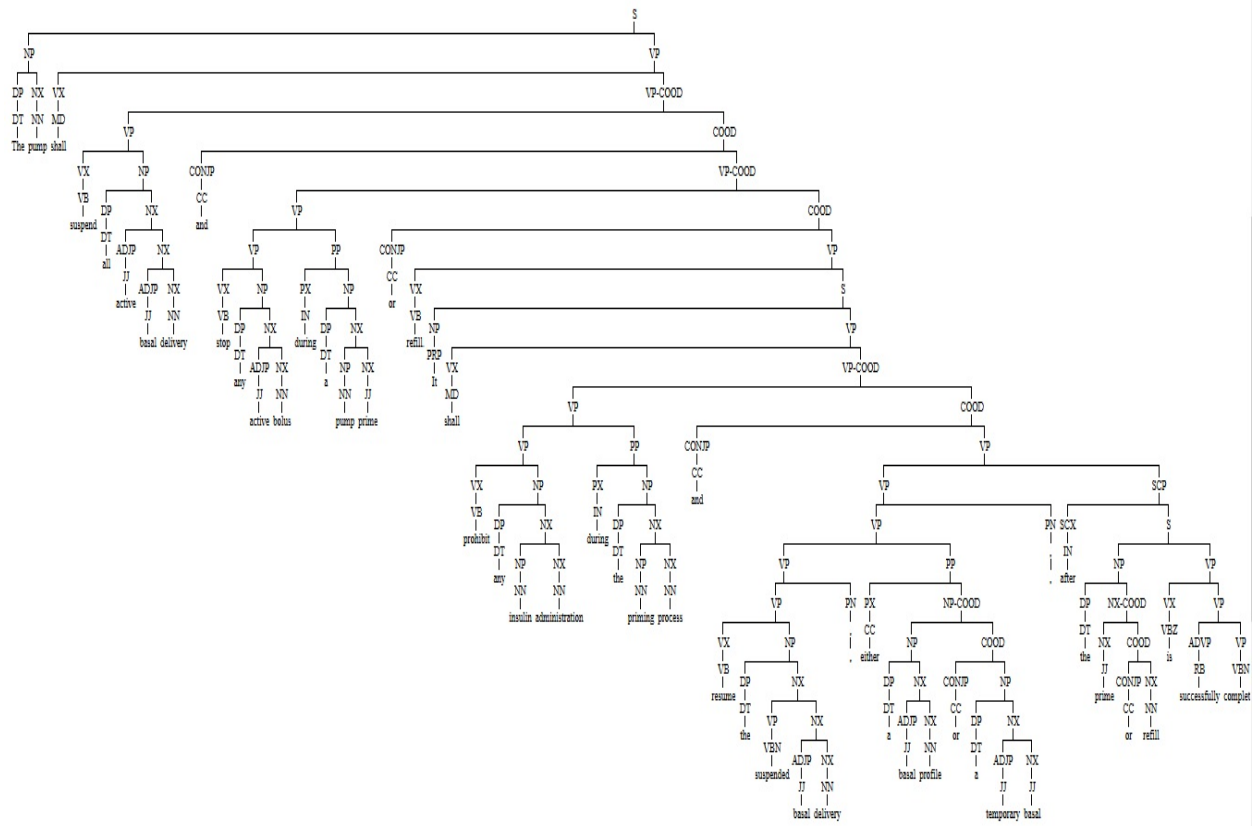 S
NP VP
DP NX VX VP-COOD
DT NN MD
VP COOD
The pump shall
VX NP CONJP VP-COOD
VB CC
DP NX VP COOD
suspend and
DT
ADJP NX VP PP CONJP VP
all
JJ CC
ADJP NX VX NP PX NP VX S
active or
JJ NN VB IN VB
DP NX DP NX NP VP
basal delivery stop during refill.
DT DT PRP
ADJP NX NP NX VX VP-COOD
any a It
JJ NN NN JJ MD
VP COOD
active bolus pump prime shall
VP PP CONJP VP
CC
VX NP PX NP VP SCP
and
VB IN
DP NX DP NX VP PN SCX S
prohibit during
DT DT , IN
NP NX NP NX VP PP NP VP
any the , after
NN NN NN NN
VP PN PX NP-COOD DP NX-COOD VX VP
insulin administration priming process
, CC DT VBZ
VX NP NP COOD NX COOD ADVP VP
, either the is
VB JJ RB VBN
DP NX DP NX CONJP NP CONJP NX
resume prime successfully complet
DT DT CC CC NN
VP NX ADJP NX DP NX
the a or or refill
VBN JJ NN DT
ADJP NX ADJP NX
suspended basal profile a
JJ NN JJ JJ
basal delivery temporary basal